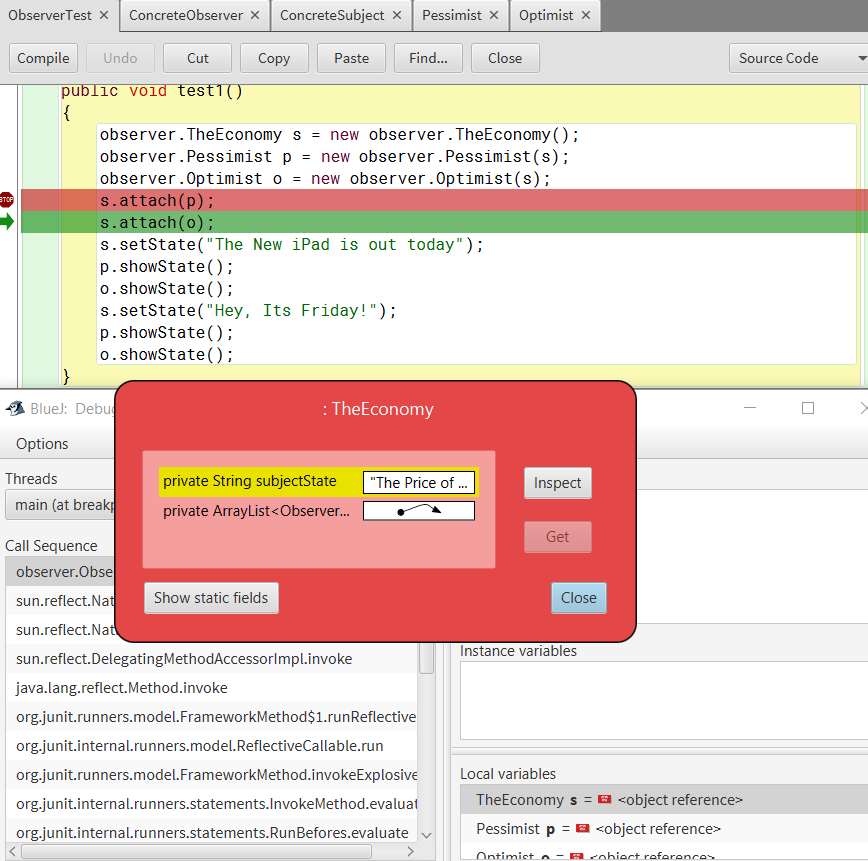 ObserverTest ✕ ConcreteObserver ✕ ConcreteSubject ✕ Pessimist ✕ Optimist ✕
Compile Undo Cut Copy Paste Find... Close Source Code
public void test1()
{
observer.TheEconomy s = new observer.TheEconomy();
observer.Pessimist p = new observer.Pessimist(s);
observer.Optimist o = new observer.Optimist(s);
STOP
s.attach(p);
s.attach(o);
s.setState("The New iPad is out today");
p.showState();
o.showState();
s.setState("Hey, Its Friday!");
p.showState();
o.showState();
}
BlueJ: Debug
: TheEconomy
Options
private String subjectState "The Price of ...
Inspect
Threads
main (at breakp
private ArrayList<Observer...
Get
Call Sequence
observer.Obse
sun.reflect.Nat
Show static fields
Close
sun.reflect.Nat
sun.reflect.DelegatingMethodAccessorImpl.invoke
Instance variables
java.lang.reflect.Method.invoke
org.junit.runners.model.FrameworkMethod$1.runReflective
org.junit.internal.runners.model.ReflectiveCallable.run
org.junit.runners.model.FrameworkMethod.invokeExplosive
org.junit.internal.runners.statements.InvokeMethod.evaluat
org.junit.internal.runners.statements.RunBefores.evaluate
Local variables
TheEconomy s = <object reference>
Pessimist p = <object reference>
Optimist o = <object reference>